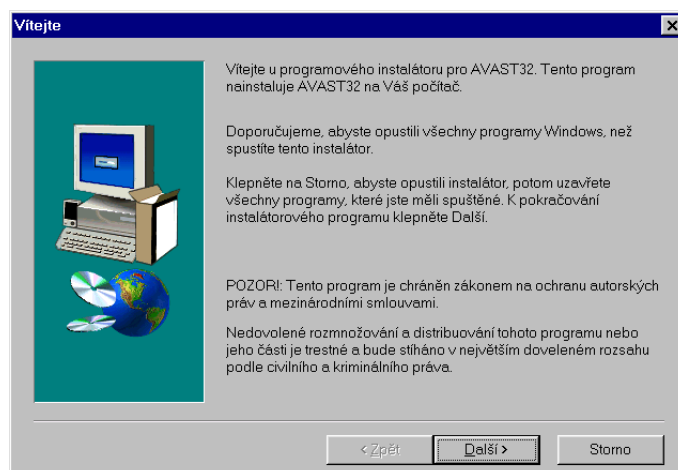 Vítejte
Vítejte u programového instalátoru pro AVAST32. Tento program
nainstaluje AVAST32 na Váš počítač.
Doporučujeme, abyste opustili všechny programy Windows, než
spustíte tento instalátor.
Klepněte na Storno, abyste opustili instalátor, potom uzavřete
všechny programy, které jste měli spuštěné. K pokračování
instalátorového programu klepněte Další.
POZOR!: Tento program je chráněn zákonem na ochranu autorských
práv a mezinárodními smlouvami.
Nedovolené rozmnožování a distribuování tohoto programu nebo
jeho části je trestné a bude stíháno v největším doveleném rozsahu
podle civilního a kriminálního práva.
< Zpět Další > Storno